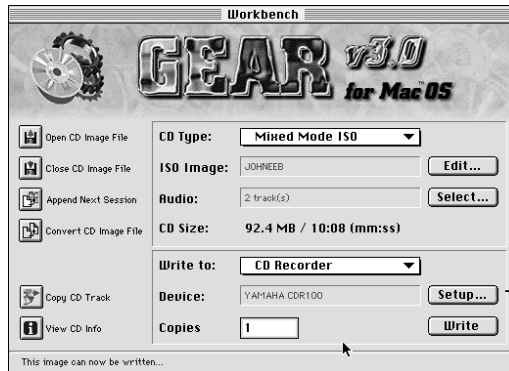 Workbench
GEAR v3.0
for Mac™OS
Open CD Image File
Close CD Image File
Append Next Session
Convert CD Image File
CD Type: Mixed Mode ISO
ISO Image: JOHNEEB Edit...
Audio: 2 track(s) Select...
CD Size: 92.4 MB / 10:08 (mm:ss)
Copy CD Track
View CD Info
Write to: CD Recorder
Device: YAMAHA CDR100 Setup...
Copies 1 Write
This image can now be written...